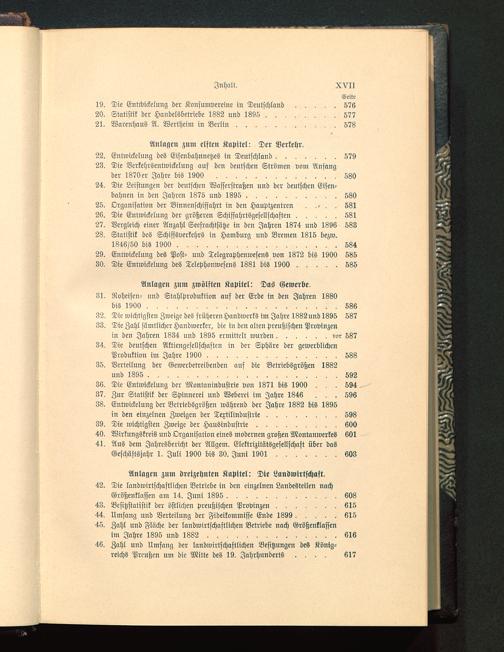 Inhalt. XVII
Seite
19. Die Entwickelung der Konsumvereine in Deutschland . . . . . 576
20. Statistik der Handelsbetriebe 1882 und 1895 . . . . . . . . 577
21. Warenhaus A. Wertheim in Berlin . . . . . . . . . . . 578
Anlagen zum elften Kapitel: Der Verkehr.
22. Entwickelung des Eisenbahnnetzes in Deutschland . . . . . . . 579
23. Die Verkehrsentwickelung auf den deutschen Strömen vom Anfang
der 1870er Jahre bis 1900 . . . . . . . . . . . . . 580
24. Die Leistungen der deutschen Wasserstraßen und der deutschen Eisen-
bahnen in den Jahren 1875 und 1895 . . . . . . . . . . 580
25. Organisation der Binnenschiffahrt in den Hauptzentren . . . . 581
26. Die Entwickelung der größeren Schiffahrtsgesellschaften . . . . . 581
27. Vergleich einer Anzahl Seefrachtsätze in den Jahren 1874 und 1896 583
28. Statistik des Schiffsverkehrs in Hamburg und Bremen 1815 bezw.
1846/50 bis 1900 . . . . . . . . . . . . . . . . 584
29. Entwickelung des Post- und Telegraphenwesens von 1872 bis 1900 585
30. Die Entwickelung des Telephonwesens 1881 bis 1900 . . . . . 585
Anlagen zum zwölften Kapitel: Das Gewerbe.
31. Roheisen- und Stahlproduktion auf der Erde in den Jahren 1880
bis 1900 . . . . . . . . . . . . . . . . . . . 586
32. Die wichtigsten Zweige des früheren Handwerks im Jahre 1882 und 1895 587
33. Die Zahl sämtlicher Handwerker, die in den alten preußischen Provinzen
in den Jahren 1834 und 1895 ermittelt wurden . . . . . . vor 587
34. Die deutschen Aktiengesellschaften in der Sphäre der gewerblichen
Produktion im Jahre 1900 . . . . . . . . . . . . . 588
35. Verteilung der Gewerbetreibenden auf die Betriebsgrößen 1882
und 1895 . . . . . . . . . . . . . . . . . . . 592
36. Die Entwickelung der Montanindustrie von 1871 bis 1900 . . . . 594
37. Zur Statistik der Spinnerei und Weberei im Jahre 1846 . . . . 596
38. Entwickelung der Betriebsgrößen während der Jahre 1882 bis 1895
in den einzelnen Zweigen der Textilindustrie . . . . . . . . 598
39. Die wichtigsten Zweige der Hausindustrie . . . . . . . . . 600
40. Wirkungskreis und Organisation eines modernen großen Montanwerkes 601
41. Aus dem Jahresbericht der Allgem. Elektrizitätsgesellschaft über das
Geschäftsjahr 1. Juli 1900 bis 30. Juni 1901 . . . . . . . 603
Anlagen zum dreizehnten Kapitel: Die Landwirtschaft.
42. Die landwirtschaftlichen Betriebe in den einzelnen Landesteilen nach
Größenklassen am 14. Juni 1895 . . . . . . . . . . . 608
43. Besitzstatistik der östlichen preußischen Provinzen . . . . . . 615
44. Umfang und Verteilung der Fideikommisse Ende 1899 . . . . . 615
45. Zahl und Fläche der landwirtschaftlichen Betriebe nach Größenklassen
im Jahre 1895 und 1882 . . . . . . . . . . . . . 616
46. Zahl und Umfang der landwirtschaftlichen Besitzungen des König-
reichs Preußen um die Mitte des 19. Jahrhunderts . . . . . 617